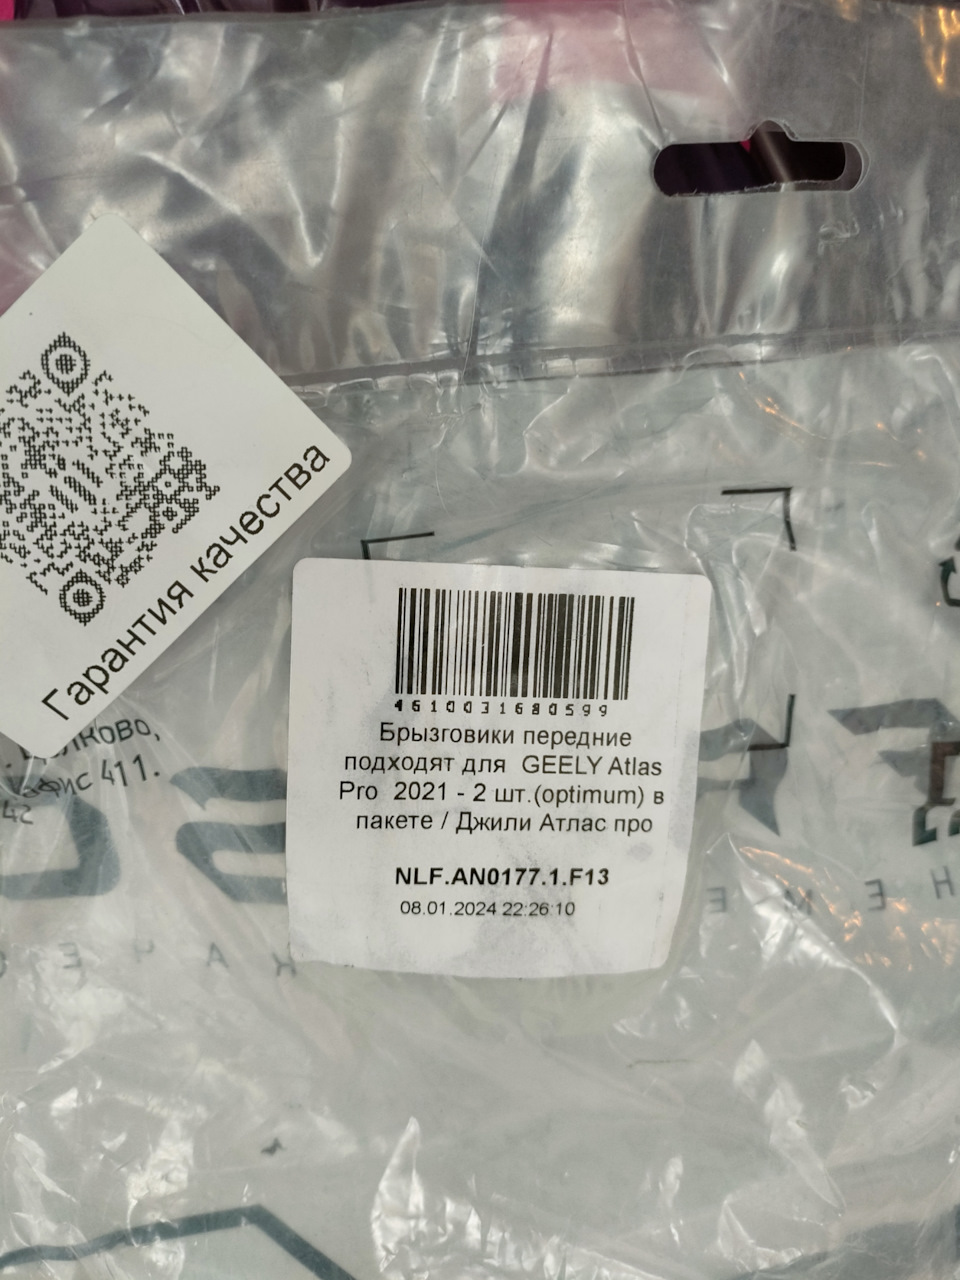 Гарантия качества
офис 411.
42
4610031680599
Брызговики передние
подходят для GEELY Atlas
Pro 2021 - 2 шт.(optimum) в
пакете / Джили Атлас про
NLF.AN0177.1.F13
08.01.2024 22:26:10